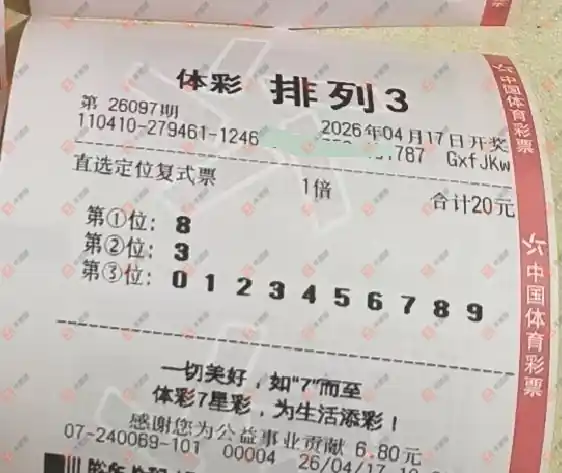 体彩 排列3
第 26097期 2026年04月17日开奖
110410-279461-1246 787 GxfJKw
直选定位复式票 1倍 合计20元
第①位: 8
第②位: 3
第③位: 0 1 2 3 4 5 6 7 8 9
一切美好，如"7"而至
体彩7星彩，为生活添彩！
感谢您为公益事业贡献 6.80元
07-240069-101 00004 26/04/17
中国体育彩票
中国体育彩票